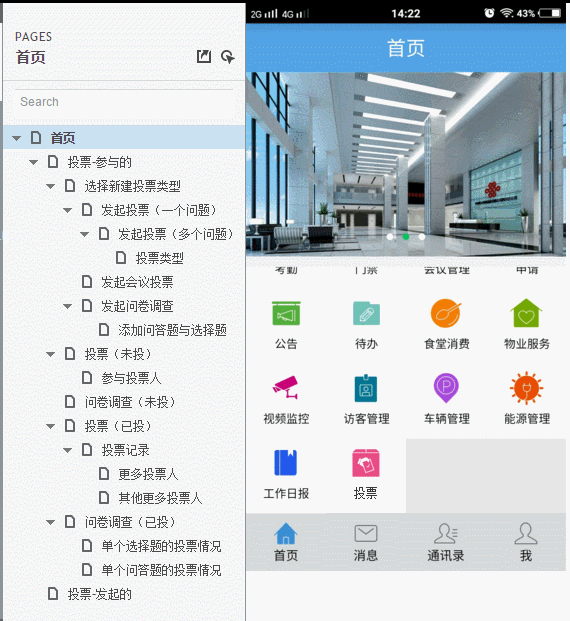 PAGES
首页
Search
首页
投票-参与的
选择新建投票类型
发起投票（一个问题）
发起投票（多个问题）
投票类型
发起会议投票
发起问卷调查
添加问答题与选择题
投票（未投）
参与投票人
问卷调查（未投）
投票（已投）
投票记录
更多投票人
其他更多投票人
问卷调查（已投）
单个选择题的投票情况
单个问答题的投票情况
投票-发起的
2G 4G 14:22 43%
首页
考勤 门票 会议管理 申请
公告 待办 食堂消费 物业服务
视频监控 访客管理 车辆管理 能源管理
工作日报 投票
首页 消息 通讯录 我